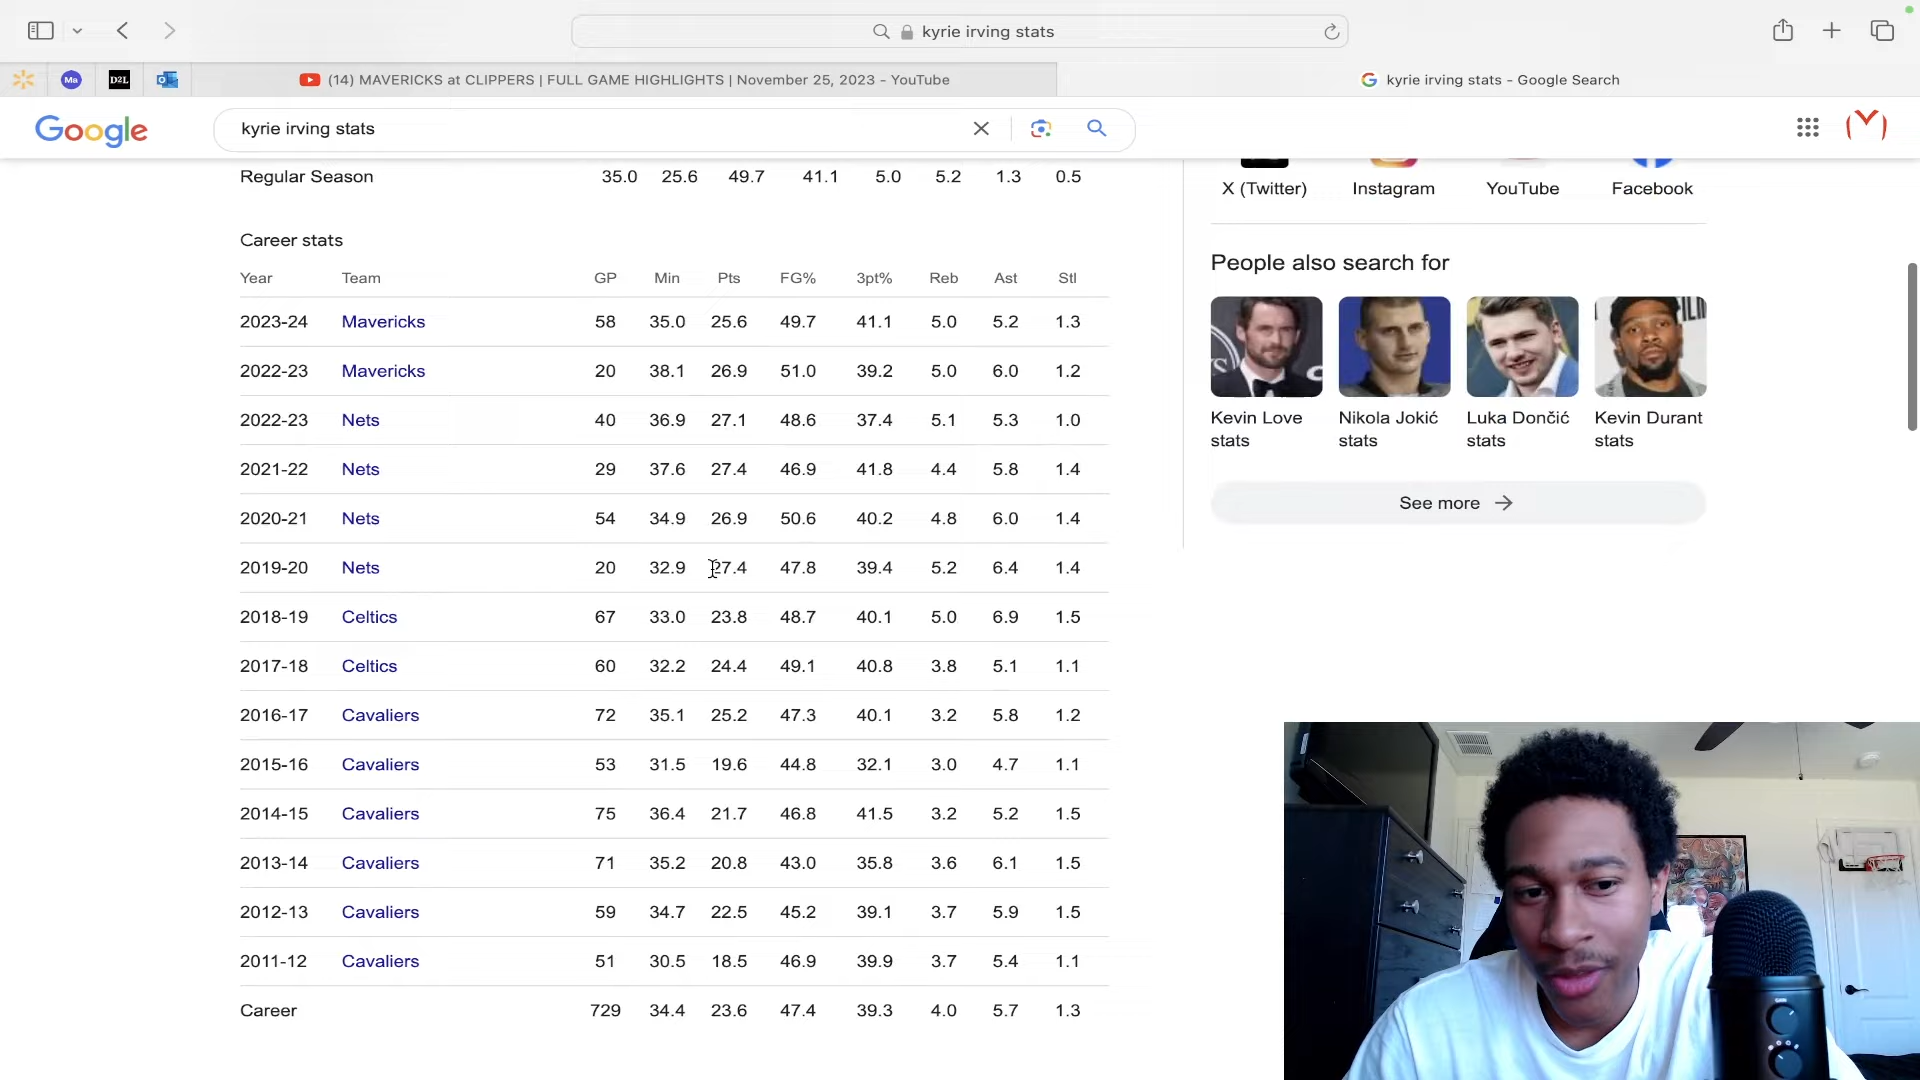 kyrie irving stats
Ma
D2L
(14) MAVERICKS at CLIPPERS | FULL GAME HIGHLIGHTS | November 25, 2023 - YouTube
kyrie irving stats - Google Search
Google
kyrie irving stats
Regular Season 35.0 25.6 49.7 41.1 5.0 5.2 1.3 0.5
Career stats
Year Team GP Min Pts FG% 3pt% Reb Ast Stl
2023-24 Mavericks 58 35.0 25.6 49.7 41.1 5.0 5.2 1.3
2022-23 Mavericks 20 38.1 26.9 51.0 39.2 5.0 6.0 1.2
2022-23 Nets 40 36.9 27.1 48.6 37.4 5.1 5.3 1.0
2021-22 Nets 29 37.6 27.4 46.9 41.8 4.4 5.8 1.4
2020-21 Nets 54 34.9 26.9 50.6 40.2 4.8 6.0 1.4
2019-20 Nets 20 32.9 27.4 47.8 39.4 5.2 6.4 1.4
2018-19 Celtics 67 33.0 23.8 48.7 40.1 5.0 6.9 1.5
2017-18 Celtics 60 32.2 24.4 49.1 40.8 3.8 5.1 1.1
2016-17 Cavaliers 72 35.1 25.2 47.3 40.1 3.2 5.8 1.2
2015-16 Cavaliers 53 31.5 19.6 44.8 32.1 3.0 4.7 1.1
2014-15 Cavaliers 75 36.4 21.7 46.8 41.5 3.2 5.2 1.5
2013-14 Cavaliers 71 35.2 20.8 43.0 35.8 3.6 6.1 1.5
2012-13 Cavaliers 59 34.7 22.5 45.2 39.1 3.7 5.9 1.5
2011-12 Cavaliers 51 30.5 18.5 46.9 39.9 3.7 5.4 1.1
Career 729 34.4 23.6 47.4 39.3 4.0 5.7 1.3
X (Twitter) Instagram YouTube Facebook
People also search for
Kevin Love Nikola Jokić Luka Dončić Kevin Durant
stats stats stats stats
See more